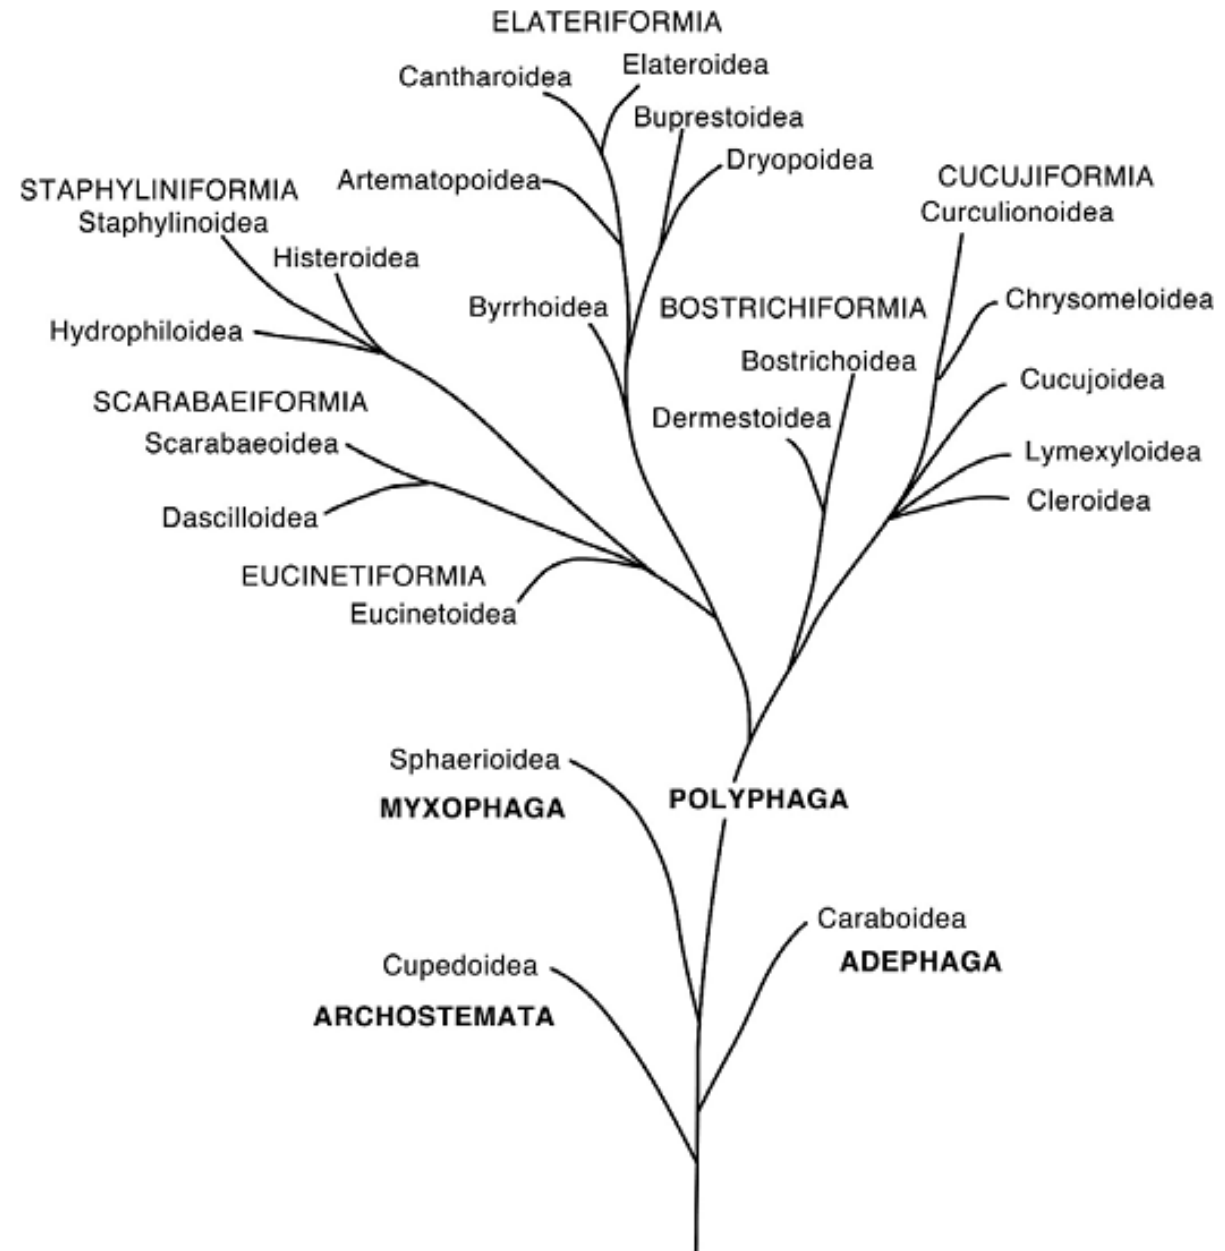 ELATERIFORMIA
Elateroidea
Cantharoidea
Buprestoidea
Dryopoidea
Artematopoidea
STAPHYLINIFORMIA
Staphylinoidea
CUCUJIFORMIA
Curculionoidea
Histeroidea
Byrrhoidea
BOSTRICHIFORMIA
Chrysomeloidea
Hydrophiloidea
Bostrichoidea
Cucujoidea
SCARABAEIFORMIA
Scarabaeoidea
Dermestoidea
Lymexyloidea
Cleroidea
Dascilloidea
EUCINETIFORMIA
Eucinetoidea
Sphaerioidea
MYXOPHAGA
POLYPHAGA
Caraboidea
ADEPHAGA
Cupedoidea
ARCHOSTEMATA